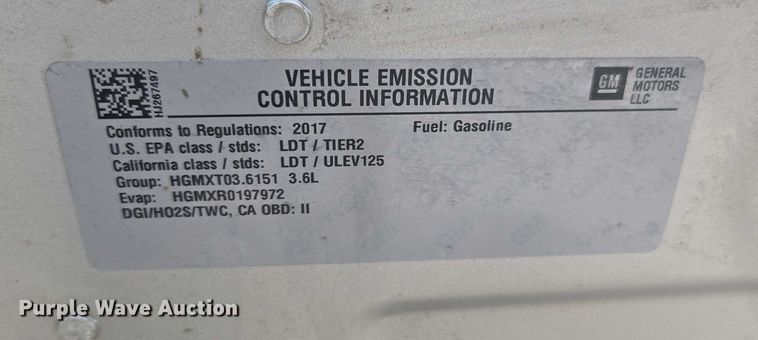 HJ267497
VEHICLE EMISSION
CONTROL INFORMATION
GM
GENERAL
MOTORS
LLC
Conforms to Regulations: 2017 Fuel: Gasoline
U.S. EPA class / stds: LDT / TIER2
California class / stds: LDT / ULEV125
Group: HGMXT03.6151 3.6L
Evap: HGMXR0197972
DGI/HO2S/TWC, CA OBD: II
GM
GM
Purple Wave Auction